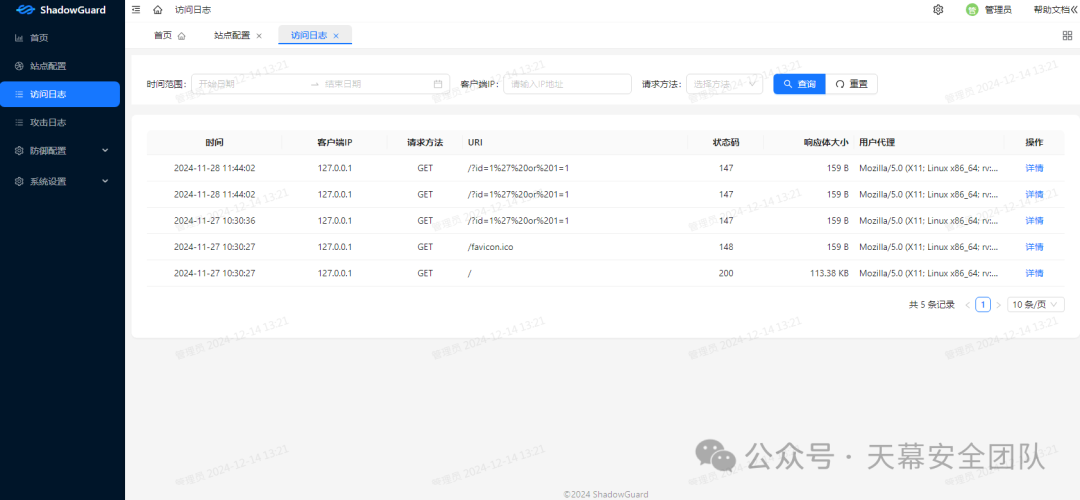 ShadowGuard
访问日志
管理员
帮助文档
首页
站点配置
访问日志
攻击日志
防御配置
系统设置
首页 站点配置 × 访问日志 ×
时间范围: 开始日期 → 结束日期 客户端IP: 请输入IP地址 请求方法: 选择方法 查询 重置
时间 客户端IP 请求方法 URI 状态码 响应体大小 用户代理 操作
2024-11-28 11:44:02 127.0.0.1 GET /?id=1%27%20or%201=1 147 159 B Mozilla/5.0 (X11; Linux x86_64; rv:... 详情
2024-11-28 11:44:02 127.0.0.1 GET /?id=1%27%20or%201=1 147 159 B Mozilla/5.0 (X11; Linux x86_64; rv:... 详情
2024-11-27 10:30:36 127.0.0.1 GET /?id=1%27%20or%201=1 147 159 B Mozilla/5.0 (X11; Linux x86_64; rv:... 详情
2024-11-27 10:30:27 127.0.0.1 GET /favicon.ico 148 159 B Mozilla/5.0 (X11; Linux x86_64; rv:... 详情
2024-11-27 10:30:27 127.0.0.1 GET / 200 113.38 KB Mozilla/5.0 (X11; Linux x86_64; rv:... 详情
共 5 条记录 < 1 > 10 条/页
管理员 2024-12-14 13:21
公众号 · 天幕安全团队
©2024 ShadowGuard